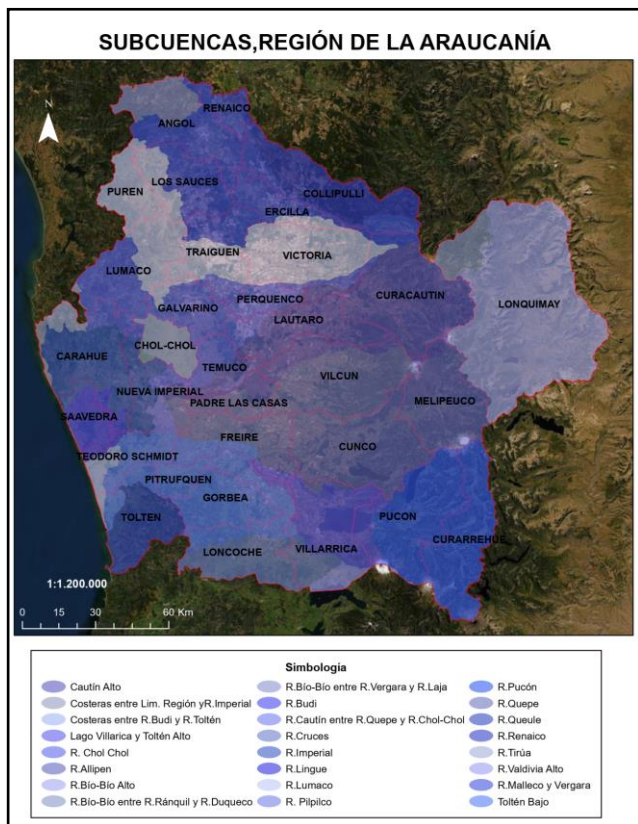 SUBCUENCAS,REGIÓN DE LA ARAUCANÍA
N
RENAICO
ANGOL
LOS SAUCES
COLLIPULLI
PUREN
ERCILLA
TRAIGUEN
VICTORIA
LUMACO
CURACAUTIN
LONQUIMAY
GALVARINO
PERQUENCO
LAUTARO
CHOL-CHOL
CARAHUE
TEMUCO
VILCUN
NUEVA IMPERIAL
PADRE LAS CASAS
MELIPEUCO
SAAVEDRA
FREIRE
CUNCO
TEODORO SCHMIDT
PITRUFQUEN
GORBEA
TOLTEN
PUCON
CURARREHUE
LONCOCHE
VILLARRICA
1:1.200.000
0 15 30 60 Km
Simbología
Cautín Alto
Costeras entre Lim. Región yR.Imperial
Costeras entre R.Budi y R.Toltén
Lago Villarica y Toltén Alto
R. Chol Chol
R.Allipen
R.Bío-Bío Alto
R.Bío-Bío entre R.Ránquil y R.Duqueco
R.Bío-Bío entre R.Vergara y R.Laja
R.Budi
R.Cautín entre R.Quepe y R.Chol-Chol
R.Cruces
R.Imperial
R.Lingue
R.Lumaco
R. Pilpilco
R.Pucón
R.Quepe
R.Queule
R.Renaico
R.Tirúa
R.Valdivia Alto
R.Malleco y Vergara
Toltén Bajo